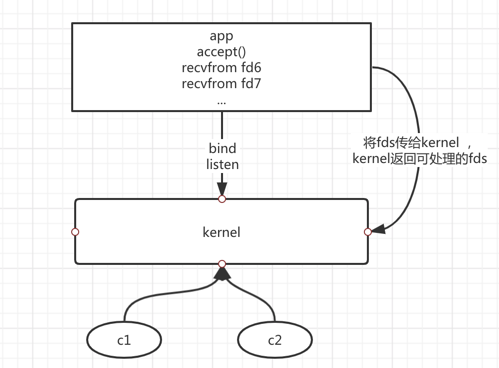 app
accept()
recvfrom fd6
recvfrom fd7
...
bind
listen
将fds传给kernel ，
kernel返回可处理的fds
kernel
c1
c2